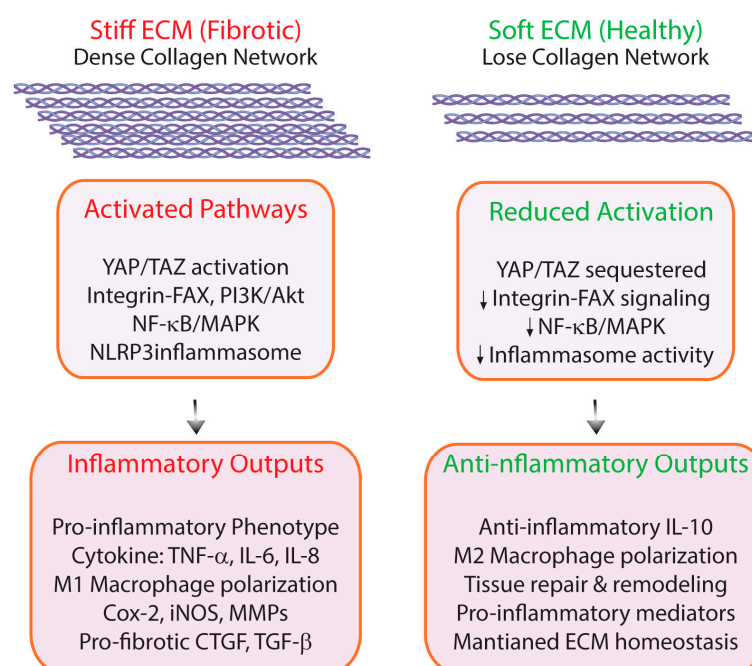 Stiff ECM (Fibrotic)
Dense Collagen Network
Activated Pathways
YAP/TAZ activation
Integrin-FAX, PI3K/Akt
NF-κB/MAPK
NLRP3inflammasome
Inflammatory Outputs
Pro-inflammatory Phenotype
Cytokine: TNF-α, IL-6, IL-8
M1 Macrophage polarization
Cox-2, iNOS, MMPs
Pro-fibrotic CTGF, TGF-β
Soft ECM (Healthy)
Lose Collagen Network
Reduced Activation
YAP/TAZ sequestered
↓ Integrin-FAX signaling
↓ NF-κB/MAPK
↓ Inflammasome activity
Anti-nflammatory Outputs
Anti-inflammatory IL-10
M2 Macrophage polarization
Tissue repair & remodeling
Pro-inflammatory mediators
Mantianed ECM homeostasis